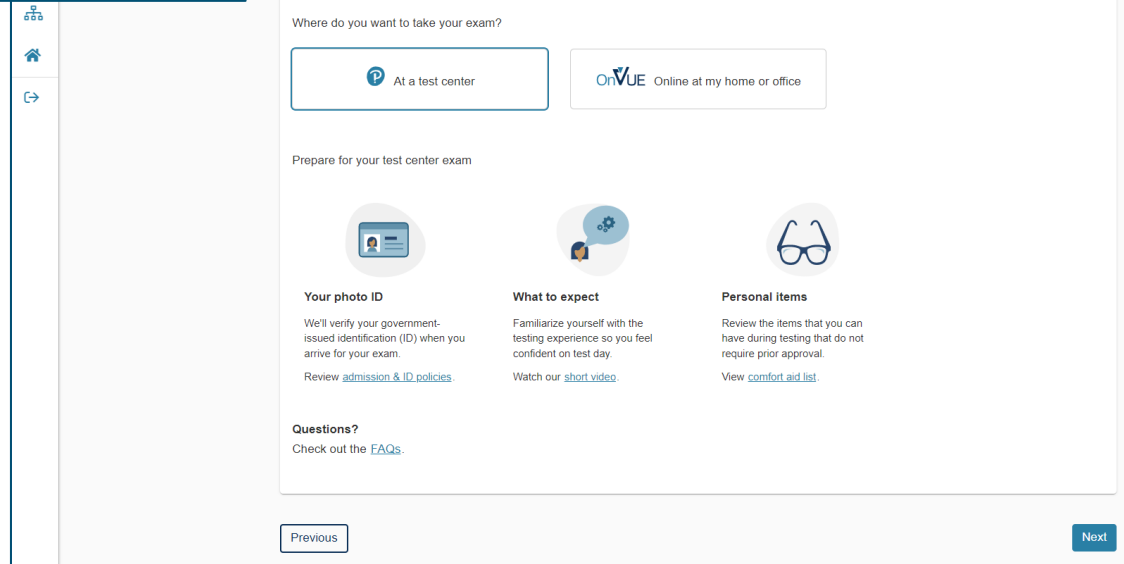 Where do you want to take your exam?
At a test center
OnVUE Online at my home or office
Prepare for your test center exam
Your photo ID
We'll verify your government-
issued identification (ID) when you
arrive for your exam.
Review admission & ID policies.
What to expect
Familiarize yourself with the
testing experience so you feel
confident on test day.
Watch our short video.
Personal items
Review the items that you can
have during testing that do not
require prior approval.
View comfort aid list.
Questions?
Check out the FAQs.
Previous
Next